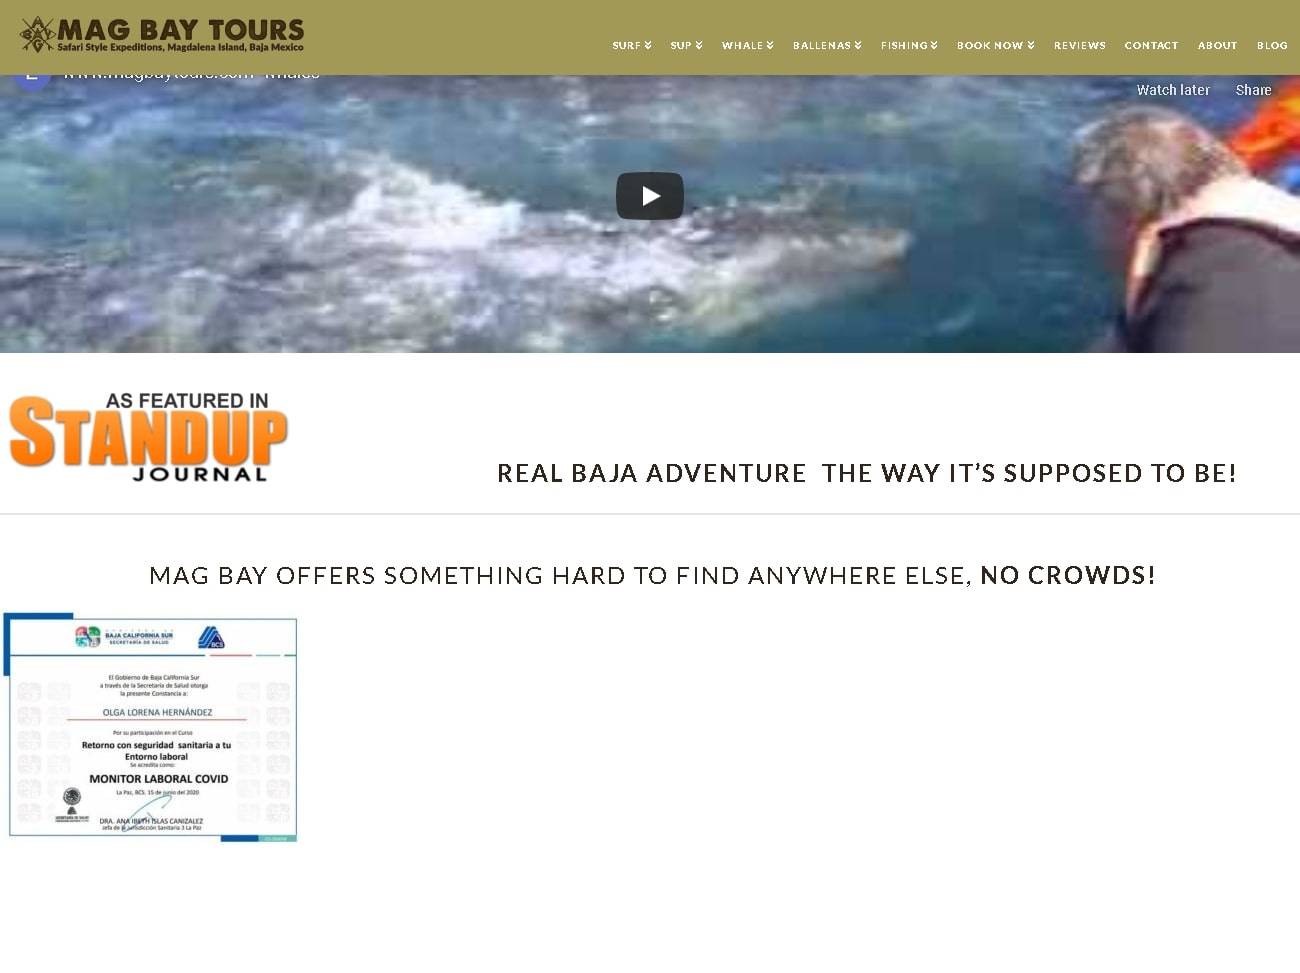 MAG BAY TOURS
Safari Style Expeditions, Magdalena Island, Baja Mexico
SURF SUP WHALE BALLENAS FISHING BOOK NOW REVIEWS CONTACT ABOUT BLOG
www.magbaytours.com whales
Watch later Share
AS FEATURED IN
STANDUP
JOURNAL
REAL BAJA ADVENTURE THE WAY IT’S SUPPOSED TO BE!
MAG BAY OFFERS SOMETHING HARD TO FIND ANYWHERE ELSE, NO CROWDS!
BAJA CALIFORNIA SUR
SECRETARÍA DE SALUD
BCS
El Gobierno de Baja California Sur
a través de la Secretaría de Salud otorga
la presente Constancia a:
OLGA LORENA HERNÁNDEZ
Por su participación en el Curso
Retorno con seguridad sanitaria a tu
Entorno laboral
Se acredita como:
MONITOR LABORAL COVID
La Paz, BCS. 15 de junio del 2020
DRA. ANA IBETH ISLAS CANIZALEZ
Jefa de la Jurisdicción Sanitaria 3 La Paz